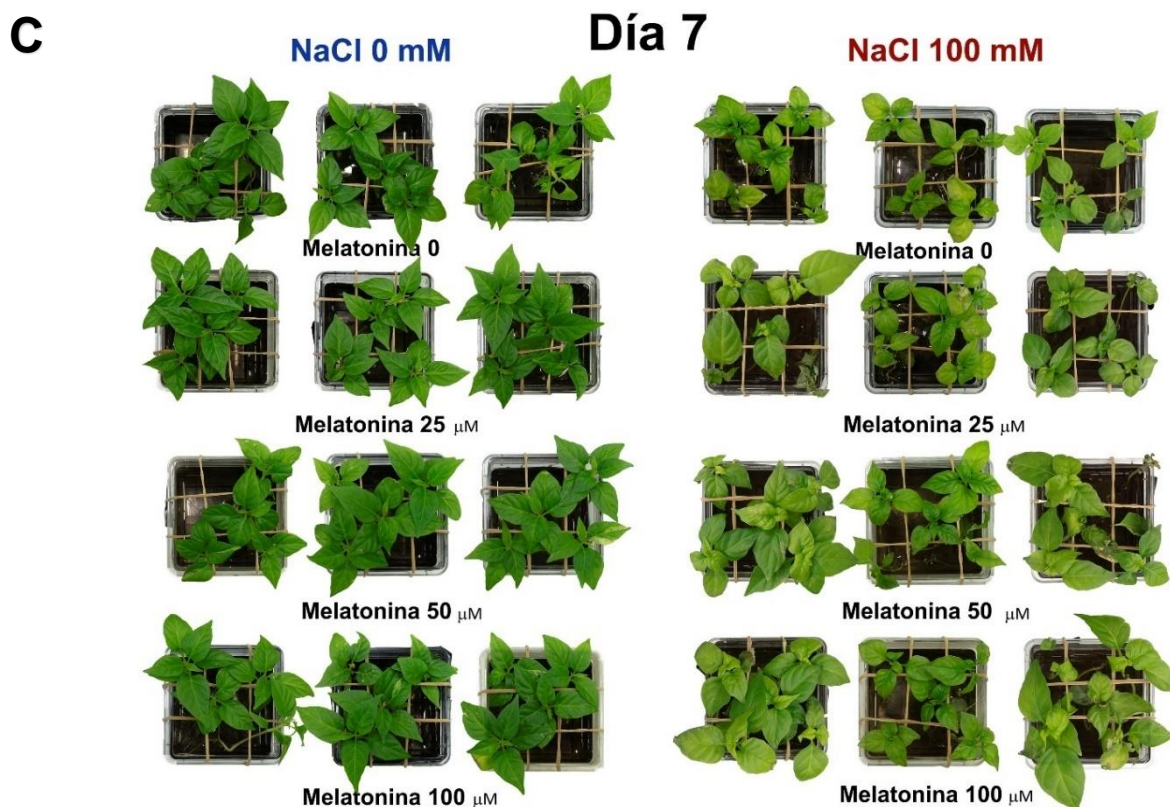 C
Día 7
NaCl 0 mM
NaCl 100 mM
Melatonina 0
Melatonina 0
Melatonina 25 μM
Melatonina 25 μM
Melatonina 50 μM
Melatonina 50 μM
Melatonina 100 μM
Melatonina 100 μM